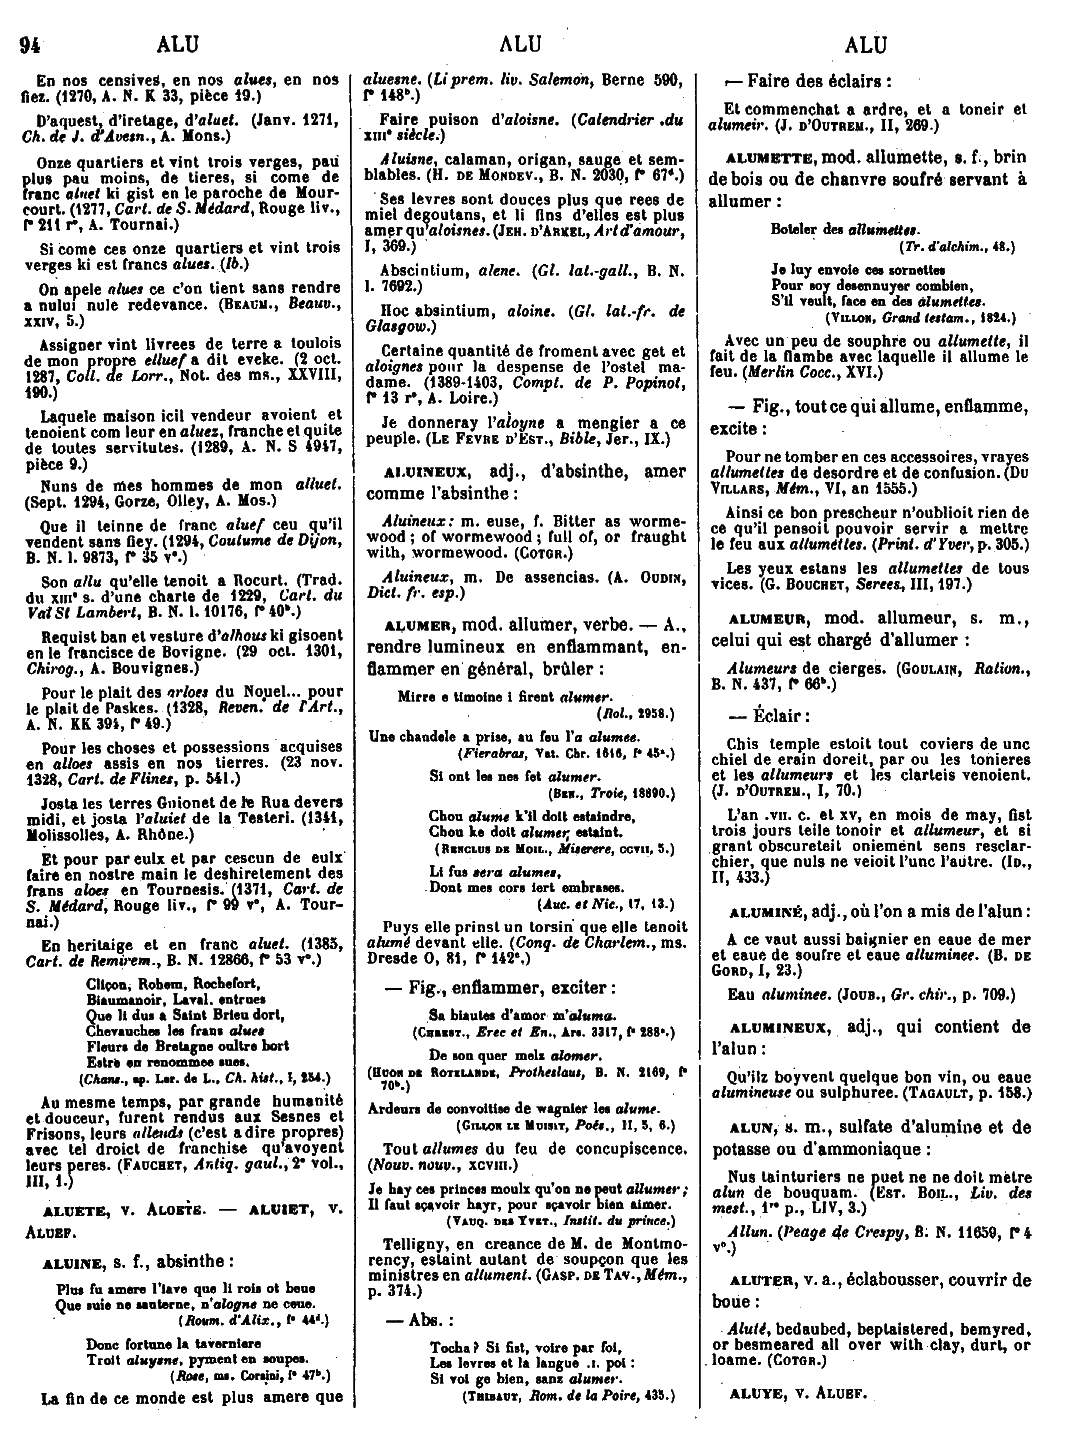 94 ALU ALU ALU
En nos censives, en nos alues, en nos
fiez. (1270, A. N. K 33, pièce 19.)
D'aquest, d'iretage, d'aluet. (Janv. 1271,
Ch. de J. d'Avesn., A. Mons.)
Onze quartiers et vint trois verges, pau
plus pau moins, de tieres, si come de
franc aluet ki gist en le paroche de Mour-
court. (1277, Cart. de S. Médard, Rouge liv.,
f° 211 r°, A. Tournai.)
Si come ces onze quartiers et vint trois
verges ki est francs alues. (Ib.)
On apele alues ce c'on tient sans rendre
a nului nule redevance. (BEAUM., Beauv.,
XXIV, 5.)
Assigner vint livrees de terre a toulois
de mon propre elluef a dit eveke. (2 oct.
1287, Coll. de Lorr., Not. des ms., XXVIII,
190.)
Laquele maison icil vendeur avoient et
tenoient com leur en aluez, franche et quite
de toutes servitutes. (1289, A. N. S 4947,
pièce 9.)
Nuns de mes hommes de mon alluet.
(Sept. 1294, Gorze, Olley, A. Mos.)
Que il teinne de franc aluef ceu qu'il
vendent sans fiey. (1294, Coutume de Dijon,
B. N. l. 9873, f° 35 v°.)
Son allu qu'elle tenoit a Rocurt. (Trad.
du XIIIe s. d'une charte de 1229, Cart. du
Val St Lambert, B. N. l. 10176, f° 40b.)
Requist ban et vesture d'alhous ki gisoent
en le francisce de Bovigne. (29 oct. 1301,
Chirog., A. Bouvignes.)
Pour le plait des arloes du Nouel... pour
le plait de Paskes. (1328, Reven. de l'Art.,
A. N. KK 394, f° 49.)
Pour les choses et possessions acquises
en alloes assis en nos tierres. (23 nov.
1328, Cart. de Flines, p. 541.)
Josta les terres Guionet de le Rua devers
midi, et josta l'aluiet de la Testeri. (1341,
Molissolles, A. Rhône.)
Et pour par eulx et par cescun de eulx
faire en nostre main le deshiretement des
frans aloes en Tournesis. (1371, Cart. de
S. Médard, Rouge liv., f° 99 v°, A. Tour-
nai.)
En heritaige et en franc aluet. (1385,
Cart. de Remirem., B. N. 12866, f° 53 v°.)
Cliçon, Robem, Rochefort,
Biaumanoir, Laval, entrues
Que li dus a Saint Brieu dort,
Chevauches les frans alues
Fleurs de Bretagne oultre bort
Estre en renommee sues.
(Chans., ap. Ler. de L., Ch. hist., I, 254.)
Au mesme temps, par grande humanité
et douceur, furent rendus aux Sesnes et
Frisons, leurs alleuds (c'est a dire propres)
avec tel droict de franchise qu'avoyent
leurs peres. (FAUCHET, Antiq. gaul., 2e vol.,
III, 1.)
ALUETE, V. ALOETE. — ALUIET, V.
ALUEF.
ALUINE, s. f., absinthe :
Plus fu amere l'iave que li rois ot beue
Que suie ne sauterne, n'alogne ne ceue.
(Roum. d'Alix., f° 44d.)
Donc fortune la taverniere
Troit aluysne, pyment en soupes.
(Rose, ms. Corsini, f° 47b.)
La fin de ce monde est plus amere que
aluesne. (Li prem. liv. Salemon, Berne 590,
f° 148b.)
Faire puison d'aloisne. (Calendrier du
XIIIe siècle.)
Aluisne, calaman, origan, sauge et sem-
blables. (H. DE MONDEV., B. N. 2030, f° 67d.)
Ses levres sont douces plus que rees de
miel degoutans, et li fins d'elles est plus
amer qu'aloisnes. (JEH. D'ARKEL, Art d'amour,
I, 369.)
Abscintium, alene. (Gl. lat.-gall., B. N.
l. 7692.)
Hoc absintium, aloine. (Gl. lat.-fr. de
Glasgow.)
Certaine quantité de froment avec get et
aloignes pour la despense de l'ostel ma-
dame. (1389-1403, Compt. de P. Popinot,
f° 13 r°, A. Loire.)
Je donneray l'aloyne a mengier a ce
peuple. (LE FEVRE D'EST., Bible, Jer., IX.)
ALUINEUX, adj., d'absinthe, amer
comme l'absinthe :
Aluineux : m. euse, f. Bitter as worme-
wood ; of wormewood ; full of, or fraught
with, wormewood. (COTGR.)
Aluineux, m. De assencias. (A. OUDIN,
Dict. fr. esp.)
ALUMER, mod. allumer, verbe. — A.,
rendre lumineux en enflammant, en-
flammer en général, brûler :
Mirre e timoine i firent alumer.
(Rol., 2958.)
Une chandele a prise, au feu l'a alumee.
(Fierabras, Vat. Chr. 1616, f° 45a.)
Si ont les nes fet alumer.
(BEN., Troie, 18890.)
Chou alume k'il doit estaindre,
Chou ke doit alumer, estaint.
(RENCLUS DE MOIL., Miserere, CCVII, 5.)
Li fus sera alumes,
Dont mes cors iert embrases.
(Auc. et Nic., 17, 13.)
Puys elle prinst un torsin que elle tenoit
alumé devant elle. (Conq. de Charlem., ms.
Dresde O, 81, f° 142c.)
— Fig., enflammer, exciter :
Sa biautes d'amor m'aluma.
(CHREST., Erec et En., Ars. 3317, f° 288c.)
De son quer melz alomer.
(HUON DE ROTELANDE, Protheslaus, B. N. 2169, f°
70b.)
Ardeurs de convoitise de wagnier les alume.
(GILLON LE MUISIT, Poés., II, 5, 6.)
Tout allumes du feu de concupiscence.
(Nouv. nouv., XCVIII.)
Je hay ces princes moulx qu'on ne peut allumer ;
Il faut sçavoir hayr, pour sçavoir bien aimer.
(VAUQ. DES YVET., Instit. du prince.)
Telligny, en creance de M. de Montmo-
rency, estaint autant de soupçon que les
ministres en allument. (GASP. DE TAV., Mém.,
p. 374.)
— Abs. :
Tocha? Si fist, voire par foi,
Les levres et la langue .I. poi :
Si vol ge bien, sanz alumer.
(THIBAUT, Rom. de la Poire, 435.)
— Faire des éclairs :
Et commenchat a ardre, et a toneir et
alumeir. (J. D'OUTREM., II, 269.)
ALUMETTE, mod. allumette, s. f., brin
de bois ou de chanvre soufré servant à
allumer :
Boteler des allumettes.
(Tr. d'alchim., 48.)
Je luy envoie ces sornettes
Pour soy desennuyer combien,
S'il veult, face en des alumettes.
(VILLON, Grand testam., 1824.)
Avec un peu de souphre ou allumette, il
fait de la flambe avec laquelle il allume le
feu. (Merlin Cocc., XVI.)
— Fig., tout ce qui allume, enflamme,
excite :
Pour ne tomber en ces accessoires, vrayes
allumettes de desordre et de confusion. (DU
VILLARS, Mém., VI, an 1555.)
Ainsi ce bon prescheur n'oublioit rien de
ce qu'il pensoit pouvoir servir a mettre
le feu aux allumettes. (Print. d'Yver, p. 305.)
Les yeux estans les allumettes de tous
vices. (G. BOUCHET, Serees, III, 197.)
ALUMEUR, mod. allumeur, s. m.,
celui qui est chargé d'allumer :
Alumeurs de cierges. (GOULAIN, Ration.,
B. N. 437, f° 66b.)
— Éclair :
Chis temple estoit tout coviers de unc
chiel de erain doreit, par ou les tonieres
et les allumeurs et les clarteis venoient.
(J. D'OUTREM., I, 70.)
L'an .VII. c. et XV, en mois de may, fist
trois jours teile tonoir et allumeur, et si
grant obscureteit oniement sens resclar-
chier, que nuls ne veioit l'unc l'autre. (ID.,
II, 433.)
ALUMINÉ, adj., où l'on a mis de l'alun :
A ce vaut aussi baignier en eaue de mer
et eaue de soufre et eaue alluminee. (B. DE
GORD, I, 23.)
Eau aluminee. (JOUB., Gr. chir., p. 709.)
ALUMINEUX, adj., qui contient de
l'alun :
Qu'ilz boyvent quelque bon vin, ou eaue
alumineuse ou sulphuree. (TAGAULT, p. 158.)
ALUN, s. m., sulfate d'alumine et de
potasse ou d'ammoniaque :
Nus tainturiers ne puet ne ne doit metre
alun de bouquam. (EST. BOIL., Liv. des
mest., 1re p., LIV, 3.)
Allun. (Peage de Crespy, B. N. 11659, f° 4
v°.)
ALUTER, v. a., éclabousser, couvrir de
boue :
Aluté, bedaubed, beplaistered, bemyred,
or besmeared all over with clay, durt, or
loame. (COTGR.)
ALUYE, V. ALUEF.